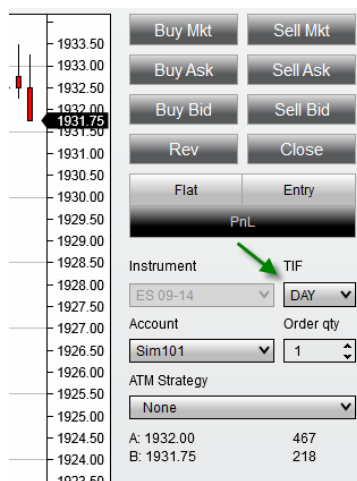 1933.50
1933.00
1932.50
1932.00
1931.75
1931.50
1931.00
1930.50
1930.00
1929.50
1929.00
1928.50
1928.00
1927.50
1927.00
1926.50
1926.00
1925.50
1925.00
1924.50
1924.00
1923.50
Buy Mkt Sell Mkt
Buy Ask Sell Ask
Buy Bid Sell Bid
Rev Close
Flat Entry
PnL
Instrument TIF
ES 09-14 DAY
Account Order qty
Sim101 1
ATM Strategy
None
A: 1932.00 467
B: 1931.75 218